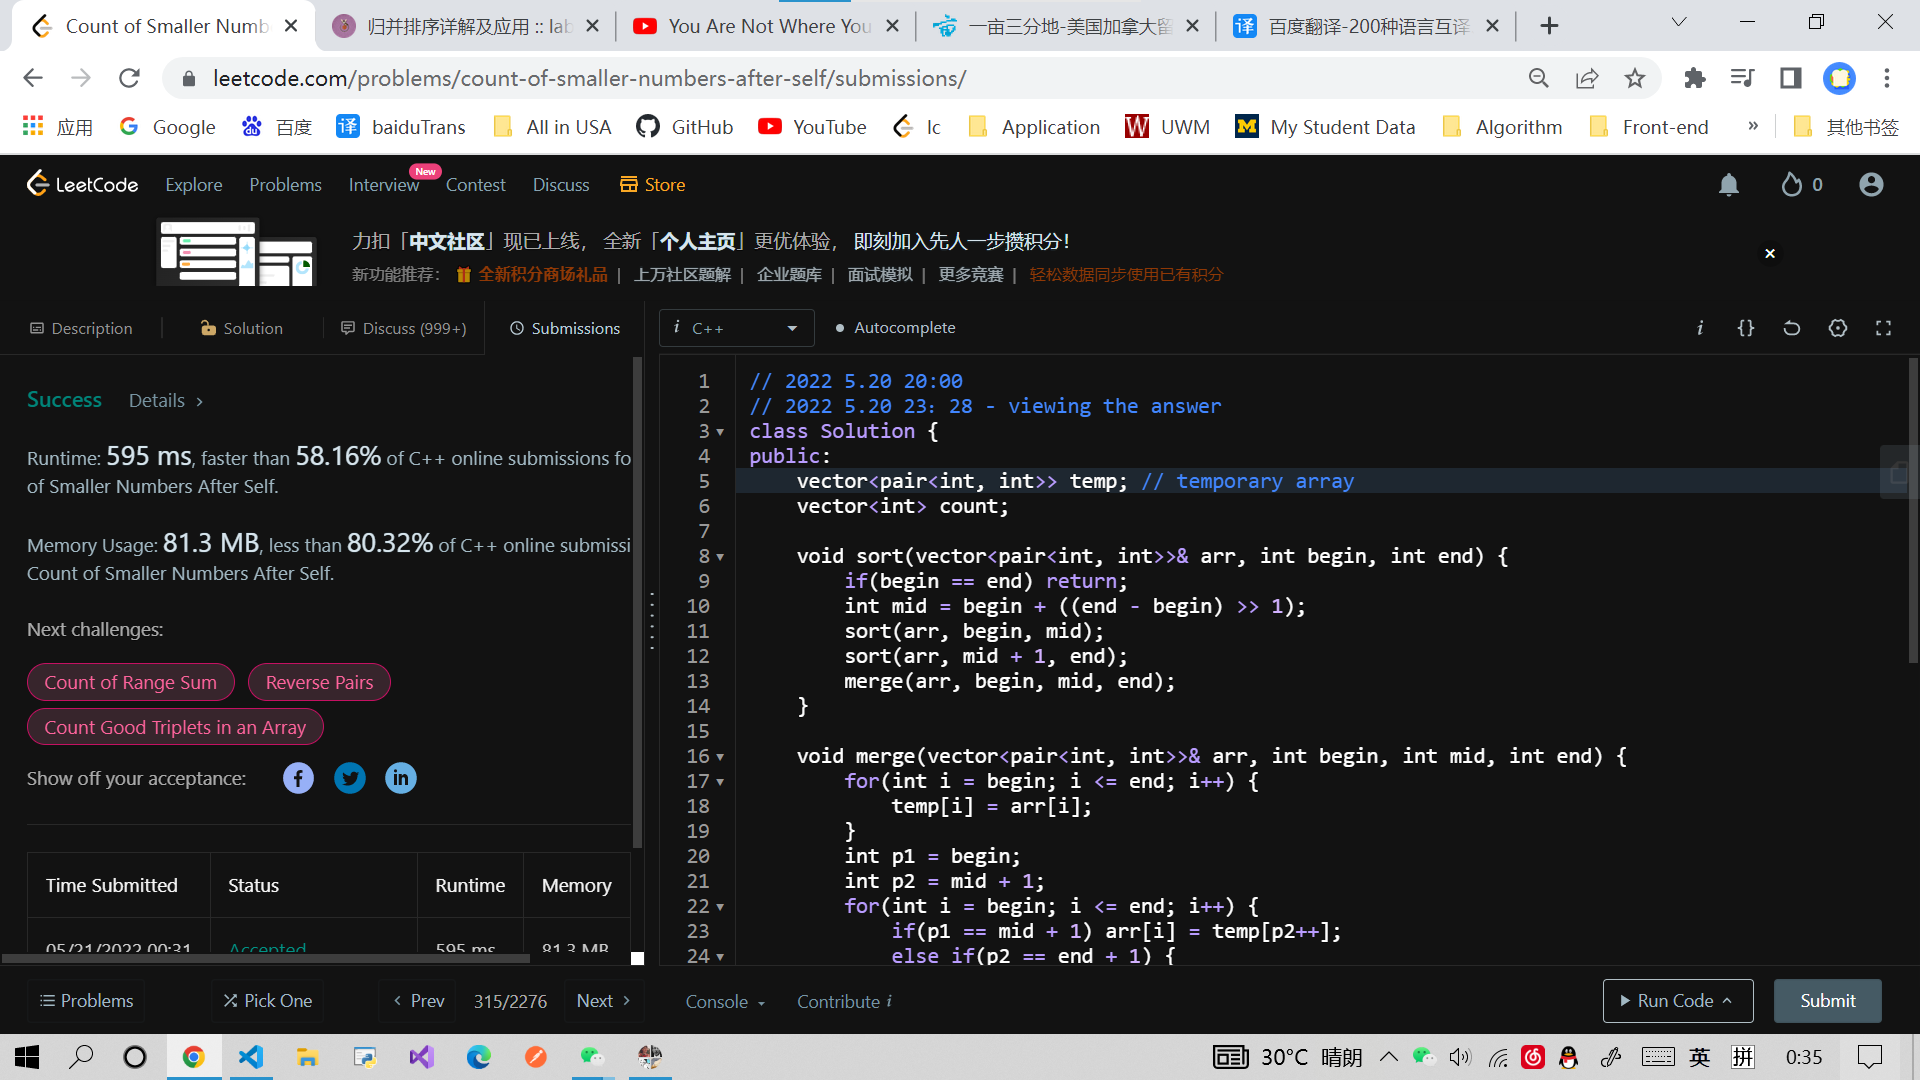 Count of Smaller Numb
归并排序详解及应用 :: lab
You Are Not Where You
一亩三分地-美国加拿大留
百度翻译-200种语言互译
leetcode.com/problems/count-of-smaller-numbers-after-self/submissions/
应用 Google 百度 baiduTrans All in USA GitHub YouTube lc Application UWM My Student Data Algorithm Front-end » 其他书签
LeetCode Explore Problems Interview New Contest Discuss Store 0
力扣「中文社区」现已上线， 全新「个人主页」更优体验， 即刻加入先人一步攒积分！
新功能推荐： 全新积分商场礼品 | 上万社区题解 | 企业题库 | 面试模拟 | 更多竞赛 | 轻松数据同步使用已有积分
Description Solution Discuss (999+) Submissions
i C++ Autocomplete i {}
Success Details >
Runtime: 595 ms, faster than 58.16% of C++ online submissions fo
of Smaller Numbers After Self.
Memory Usage: 81.3 MB, less than 80.32% of C++ online submissi
Count of Smaller Numbers After Self.
Next challenges:
Count of Range Sum Reverse Pairs
Count Good Triplets in an Array
Show off your acceptance:
Time Submitted Status Runtime Memory
05/21/2022 00:31 Accepted 595 ms 81.3 MB
1 // 2022 5.20 20:00
2 // 2022 5.20 23：28 - viewing the answer
3 class Solution {
4 public:
5 vector<pair<int, int>> temp; // temporary array
6 vector<int> count;
7
8 void sort(vector<pair<int, int>>& arr, int begin, int end) {
9 if(begin == end) return;
10 int mid = begin + ((end - begin) >> 1);
11 sort(arr, begin, mid);
12 sort(arr, mid + 1, end);
13 merge(arr, begin, mid, end);
14 }
15
16 void merge(vector<pair<int, int>>& arr, int begin, int mid, int end) {
17 for(int i = begin; i <= end; i++) {
18 temp[i] = arr[i];
19 }
20 int p1 = begin;
21 int p2 = mid + 1;
22 for(int i = begin; i <= end; i++) {
23 if(p1 == mid + 1) arr[i] = temp[p2++];
24 else if(p2 == end + 1) {
Problems Pick One < Prev 315/2276 Next > Console Contribute i Run Code Submit
30°C 晴朗 英 拼 0:35